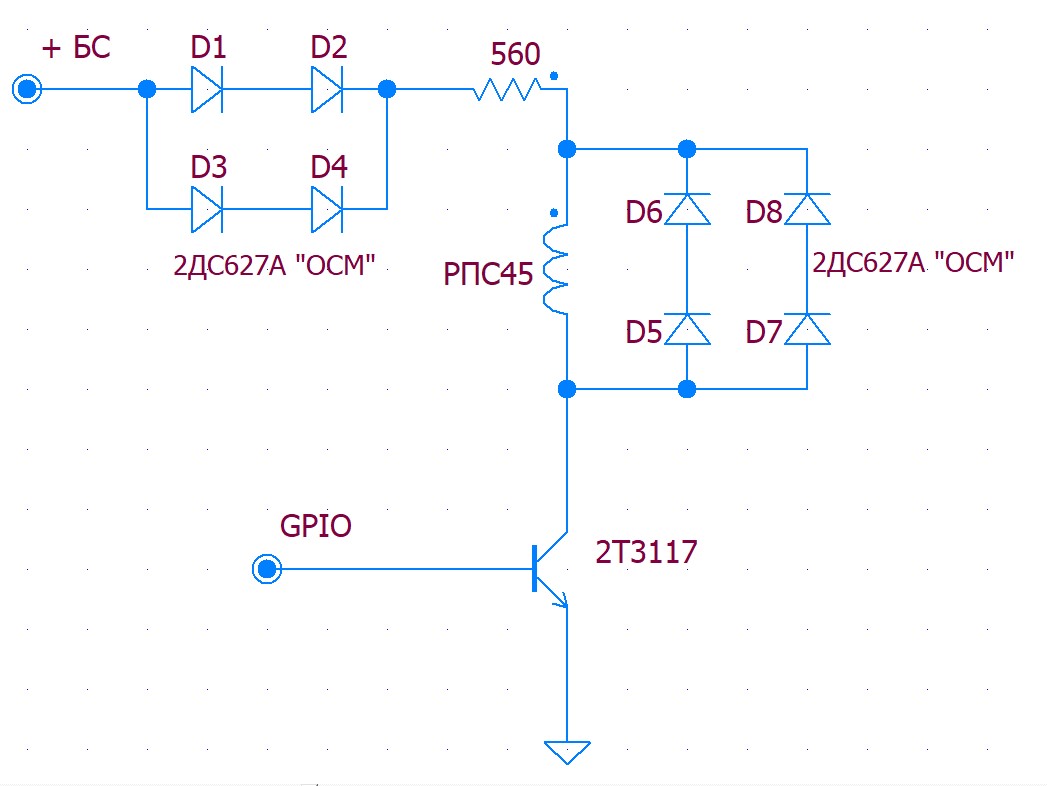 + БС
D1
D2
560
D3
D4
2ДС627А "ОСМ"
РПС45
D6
D8
2ДС627А "ОСМ"
D5
D7
GPIO
2Т3117